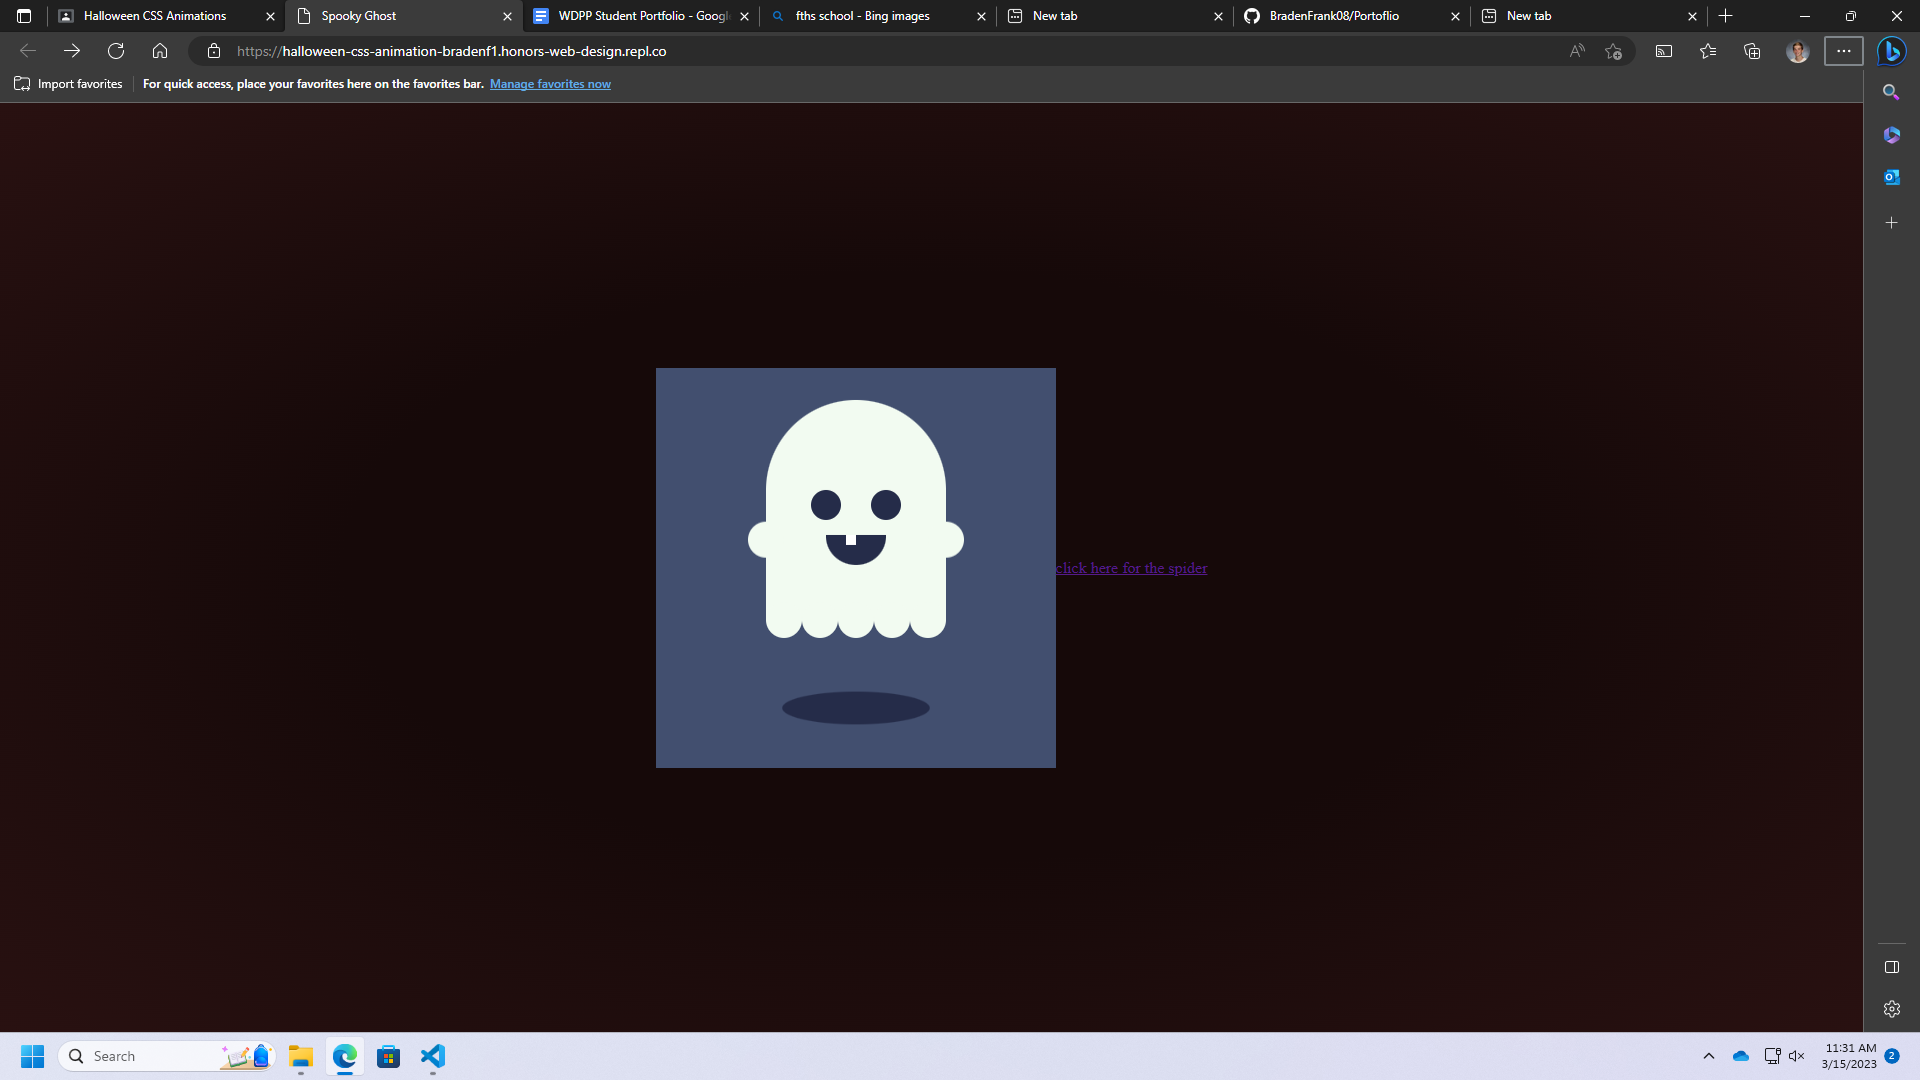 Halloween CSS Animations
Spooky Ghost
WDPP Student Portfolio - Googl
fths school - Bing images
New tab
BradenFrank08/Portoflio
New tab
https://halloween-css-animation-bradenf1.honors-web-design.repl.co
Import favorites
For quick access, place your favorites here on the favorites bar. Manage favorites now
click here for the spider
Search
11:31 AM
3/15/2023
2